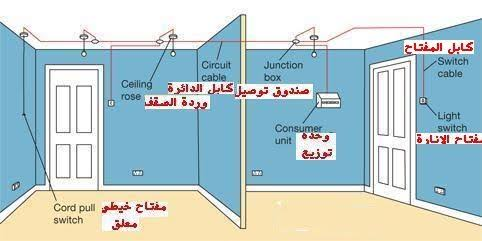 كابل المفتاح
Switch
cable
Ceiling
rose
وردة السقف
Circuit
cable
كابل الدائرة
Junction
box
صندوق توصيل
Consumer
unit
وحدة
توزيع
Light
switch
مفتاح الإنارة
Cord pull
switch
مفتاح خيطي
معلق